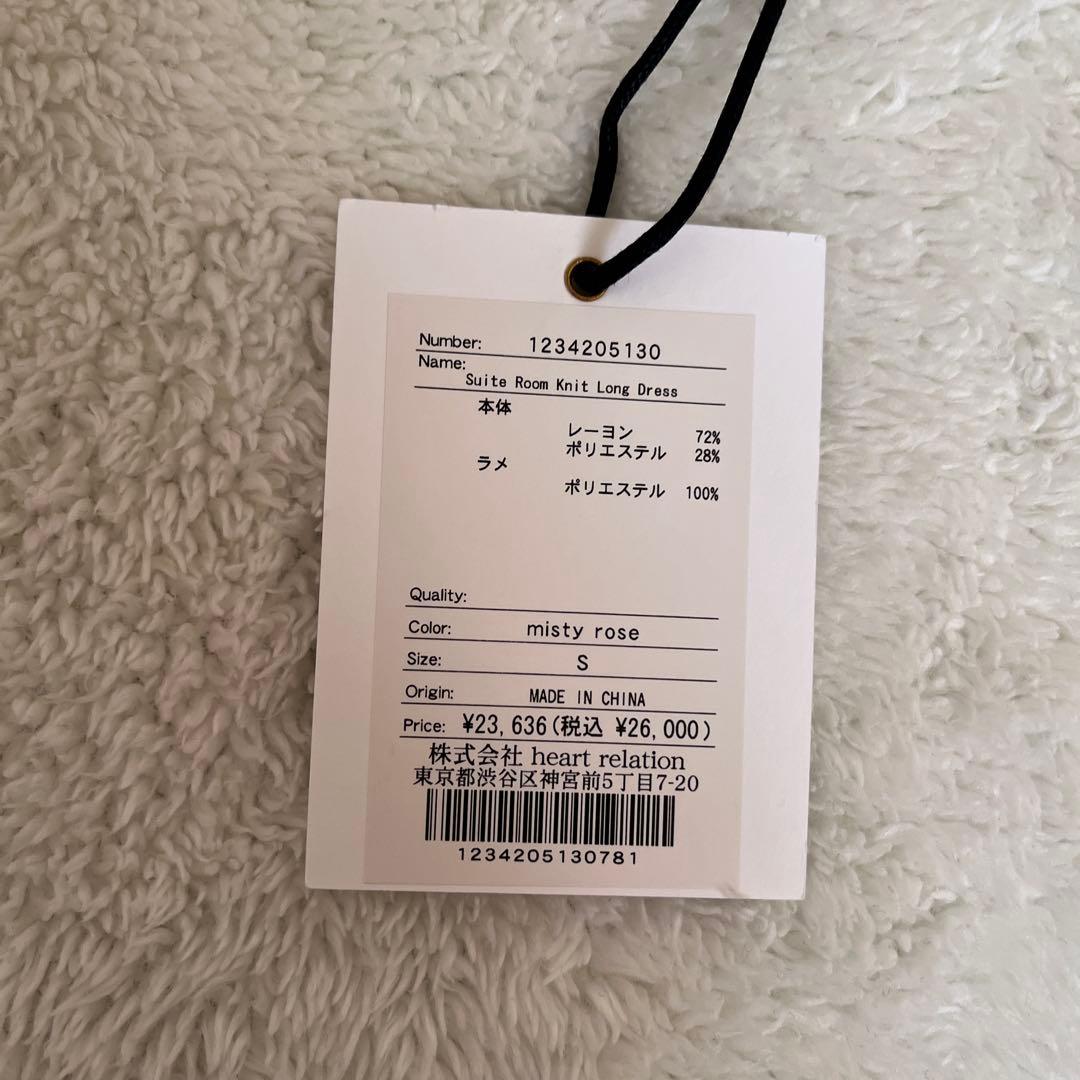 Number: 1234205130
Name:
Suite Room Knit Long Dress
本体
レーヨン 72%
ポリエステル 28%
ラメ
ポリエステル 100%
Quality:
Color: misty rose
Size: S
Origin: MADE IN CHINA
Price: ¥23,636(税込 ¥26,000)
株式会社 heart relation
東京都渋谷区神宮前5丁目7-20
1234205130781